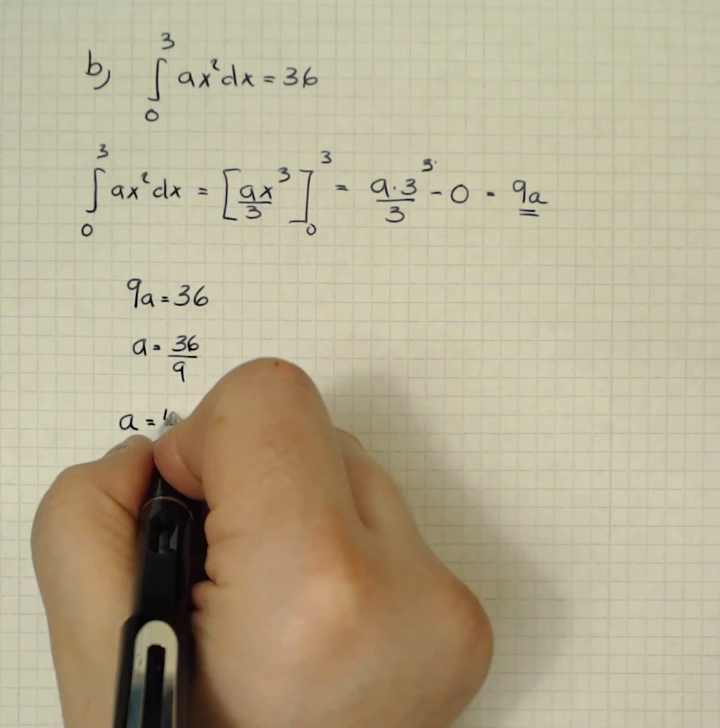 b) ∫₀³ ax²dx = 36
∫₀³ ax²dx = [ax³/3]₀³ = a·3³/3 - 0 = 9a
9a = 36
a = 36/9
a =